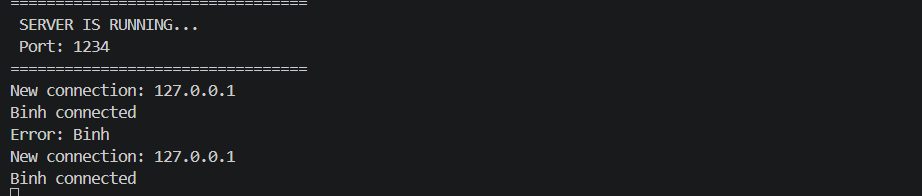 =================================
SERVER IS RUNNING...
Port: 1234
=================================
New connection: 127.0.0.1
Binh connected
Error: Binh
New connection: 127.0.0.1
Binh connected